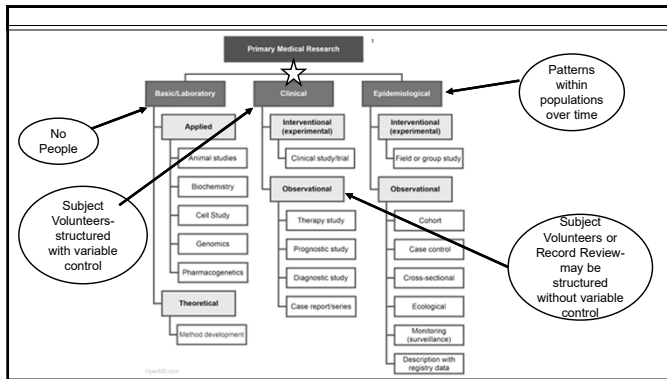 Primary Medical Research
1
Basic/Laboratory
Clinical
Epidemiological
Patterns
within
populations
over time
No
People
Applied
Animal studies
Biochemistry
Cell Study
Genomics
Pharmacogenetics
Theoretical
Method development
Interventional
(experimental)
Clinical study/trial
Observational
Therapy study
Prognostic study
Diagnostic study
Case report/series
Interventional
(experimental)
Field or group study
Observational
Cohort
Case control
Cross-sectional
Ecological
Monitoring
(surveillance)
Description with
registry data
Subject
Volunteers-
structured
with variable
control
Subject
Volunteers or
Record Review-
may be
structured
without variable
control
OpenMD.com